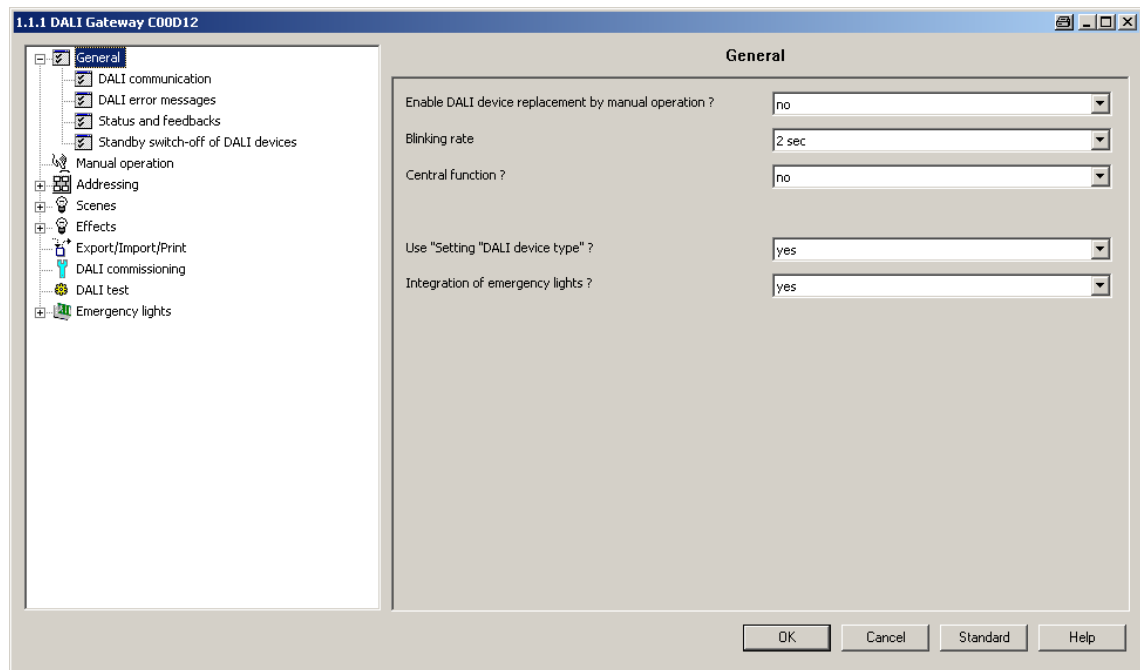 1.1.1 DALI Gateway C00D12
General
DALI communication
DALI error messages
Status and feedbacks
Standby switch-off of DALI devices
Manual operation
Addressing
Scenes
Effects
Export/Import/Print
DALI commissioning
DALI test
Emergency lights
General
Enable DALI device replacement by manual operation ? no
Blinking rate 2 sec
Central function ? no
Use "Setting "DALI device type" ? yes
Integration of emergency lights ? yes
OK Cancel Standard Help